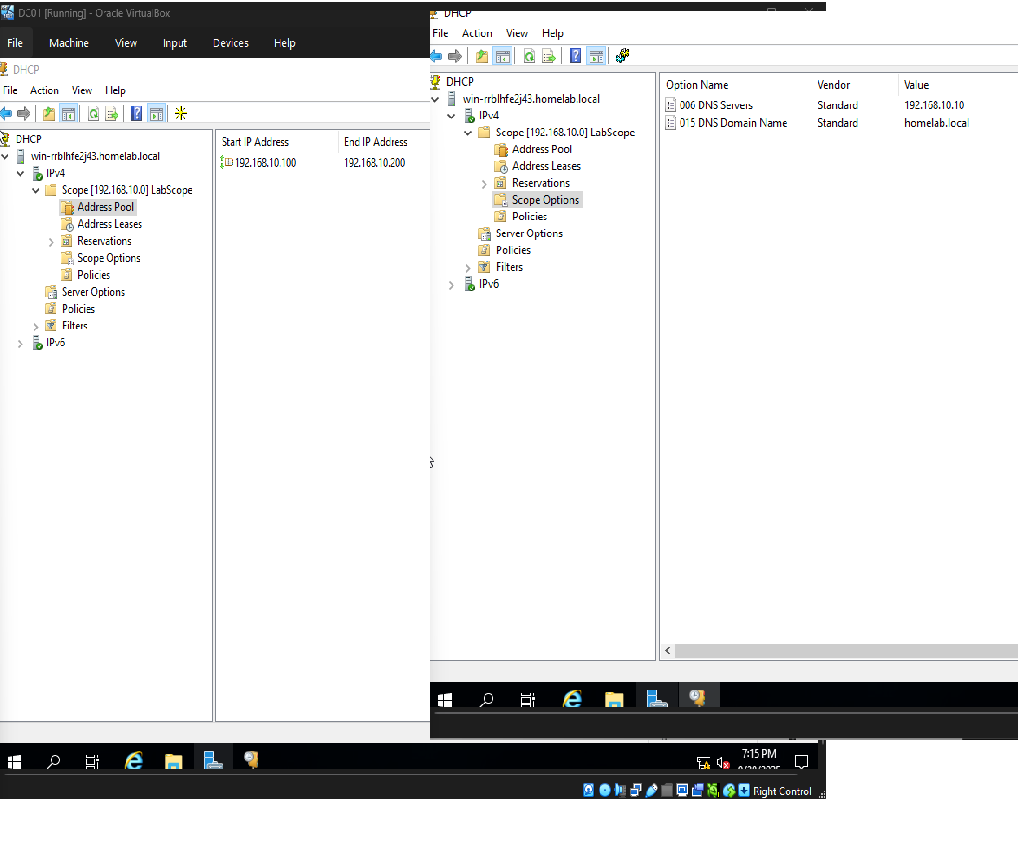 DC01 [Running] - Oracle VirtualBox
File Machine View Input Devices Help
DHCP
File Action View Help
DHCP
win-rrblhfe2j43.homelab.local
IPv4
Scope [192.168.10.0] LabScope
Address Pool
Address Leases
Reservations
Scope Options
Policies
Server Options
Policies
Filters
IPv6
Start IP Address End IP Address
192.168.10.100 192.168.10.200
DHCP
File Action View Help
DHCP
win-rrblhfe2j43.homelab.local
IPv4
Scope [192.168.10.0] LabScope
Address Pool
Address Leases
Reservations
Scope Options
Policies
Server Options
Policies
Filters
IPv6
Option Name Vendor Value
006 DNS Servers Standard 192.168.10.10
015 DNS Domain Name Standard homelab.local
7:15 PM
Right Control